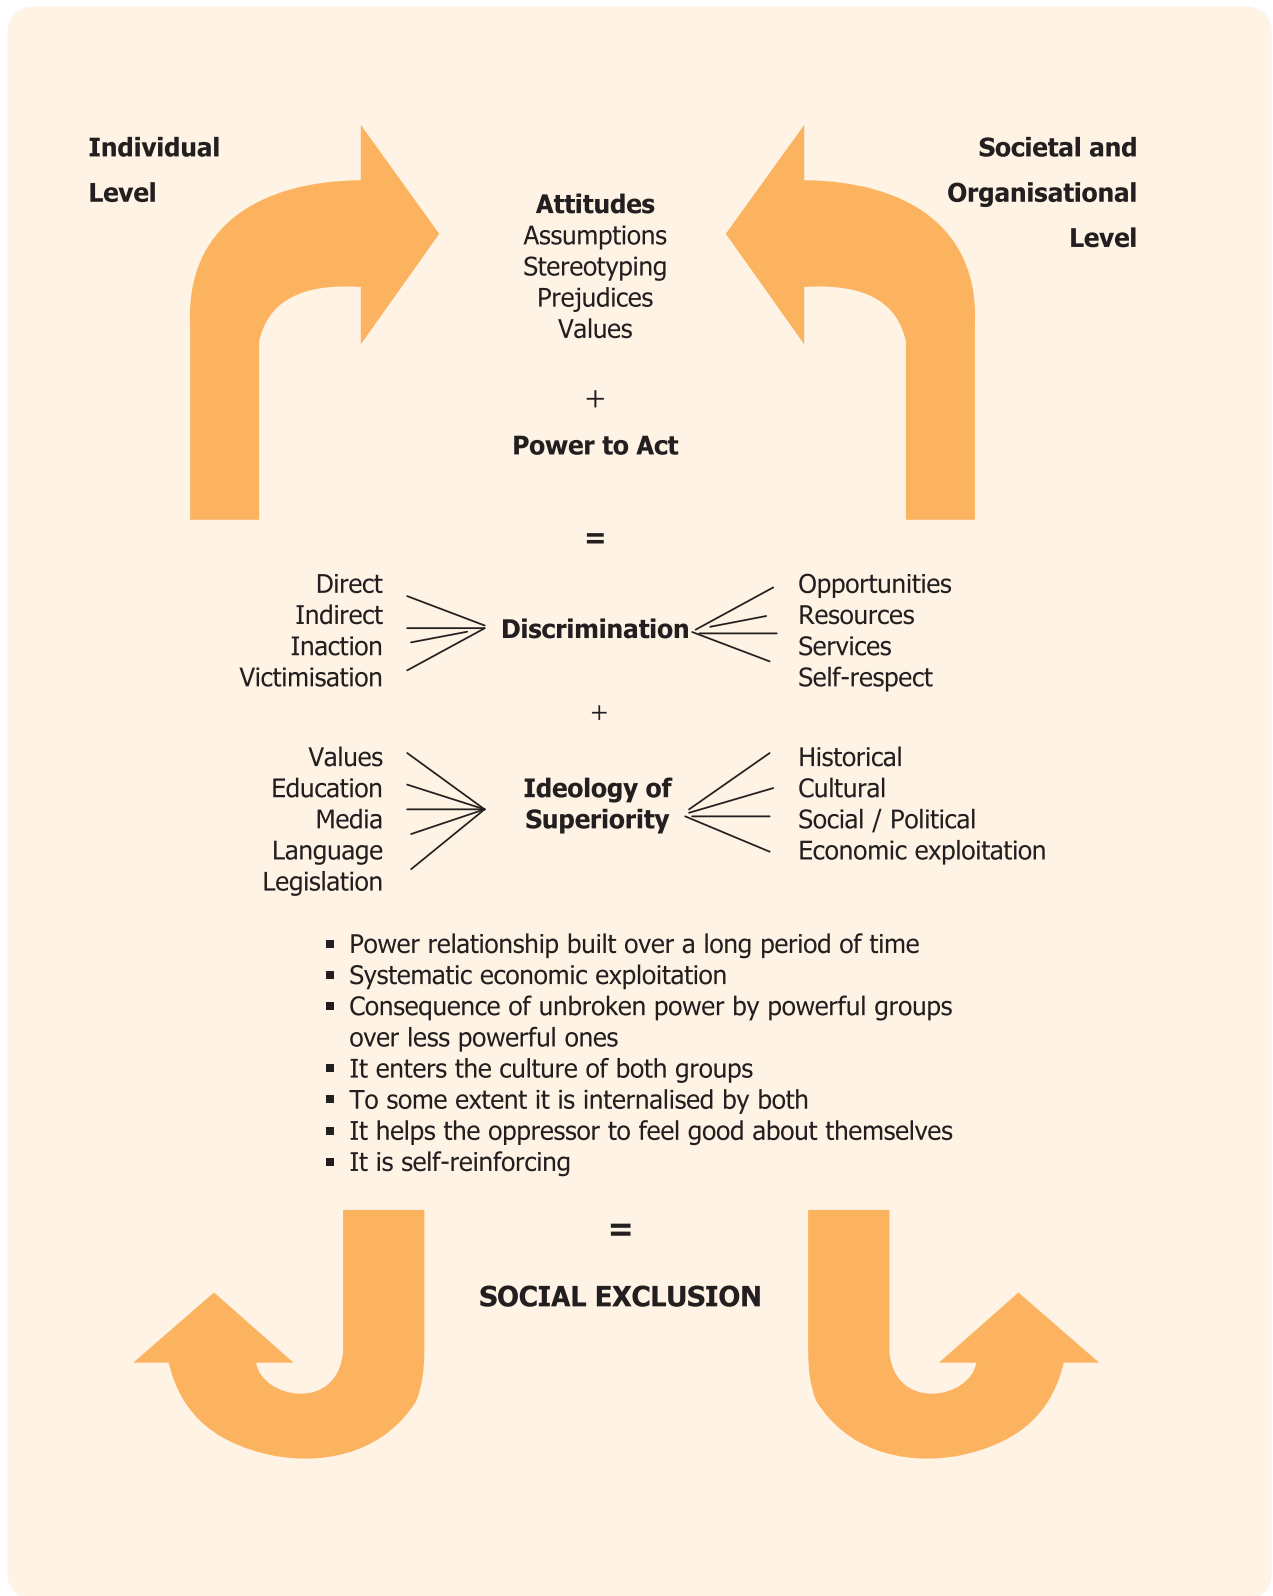 Individual
Level
Societal and
Organisational
Level
Attitudes
Assumptions
Stereotyping
Prejudices
Values
+
Power to Act
=
Direct
Indirect
Inaction
Victimisation
Discrimination
Opportunities
Resources
Services
Self-respect
+
Values
Education
Media
Language
Legislation
Ideology of
Superiority
Historical
Cultural
Social / Political
Economic exploitation
▪ Power relationship built over a long period of time
▪ Systematic economic exploitation
▪ Consequence of unbroken power by powerful groups
over less powerful ones
▪ It enters the culture of both groups
▪ To some extent it is internalised by both
▪ It helps the oppressor to feel good about themselves
▪ It is self-reinforcing
=
SOCIAL EXCLUSION